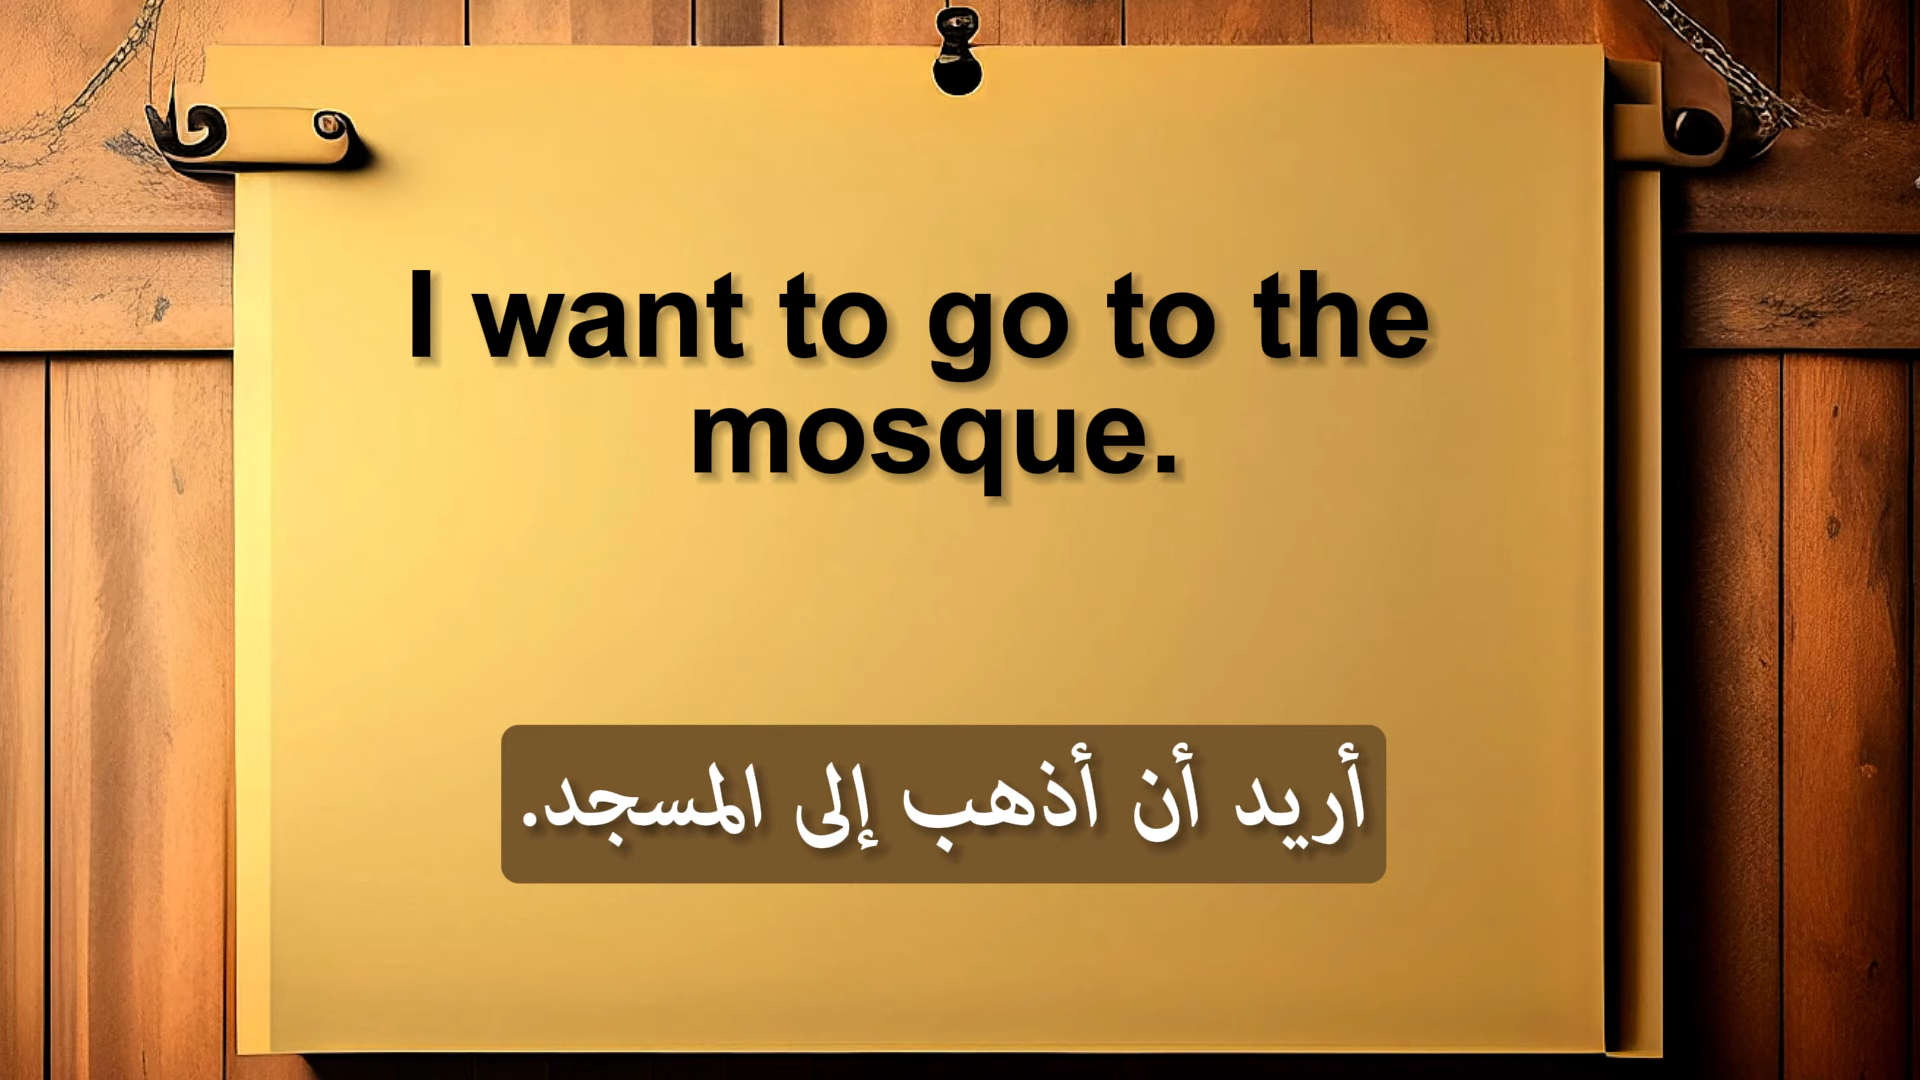 I want to go to the
mosque.
أريد أن أذهب إلى المسجد.